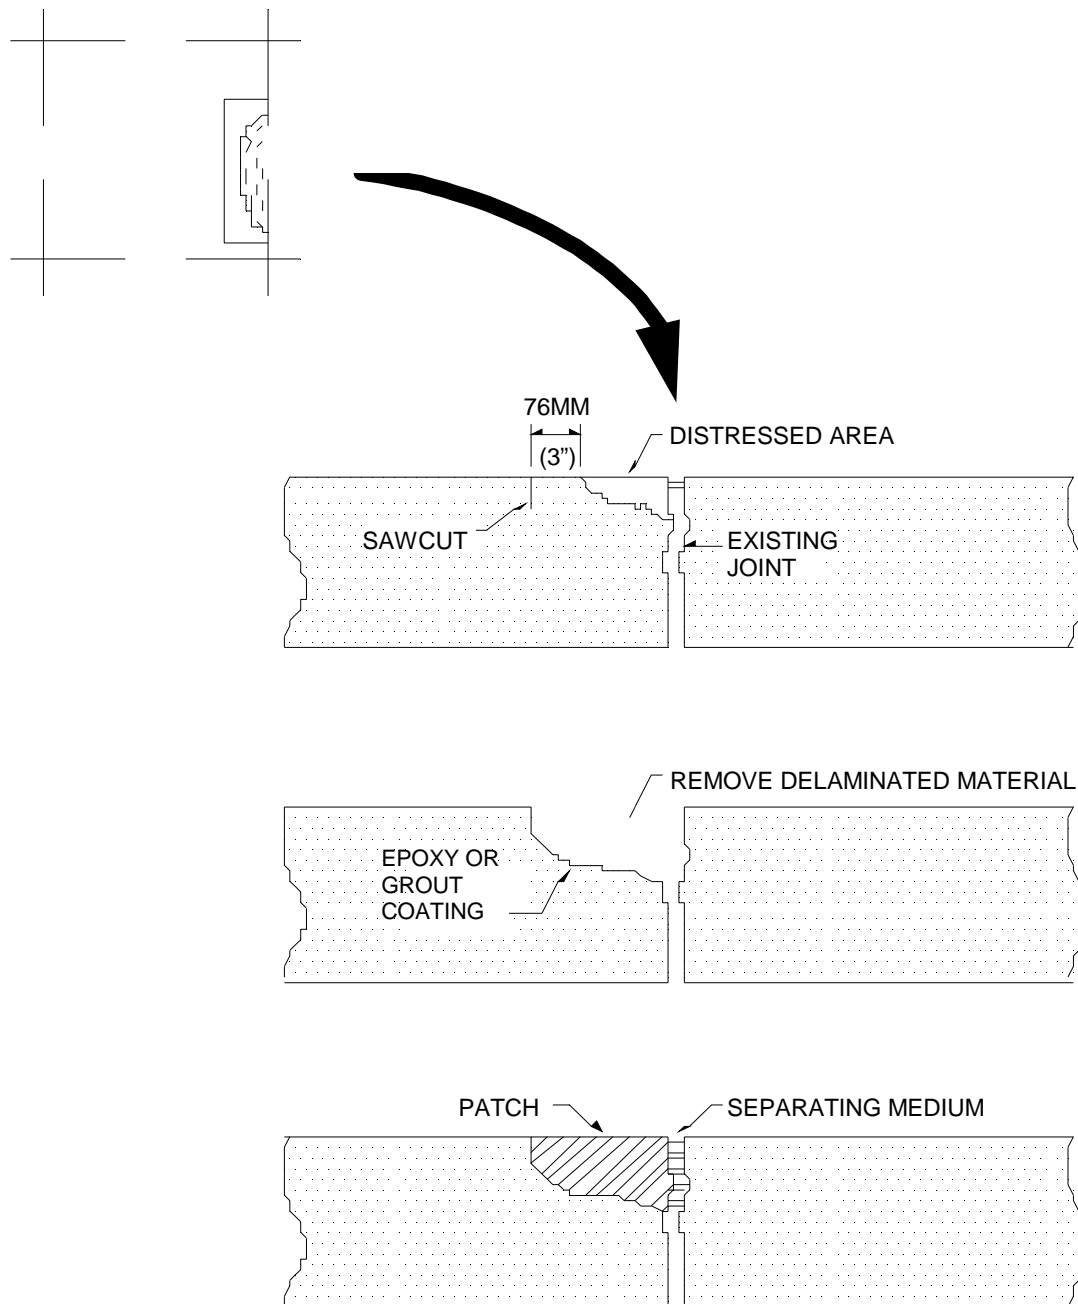 76MM
(3”)
DISTRESSED AREA
SAWCUT
EXISTING
JOINT
REMOVE DELAMINATED MATERIAL
EPOXY OR
GROUT
COATING
PATCH
SEPARATING MEDIUM